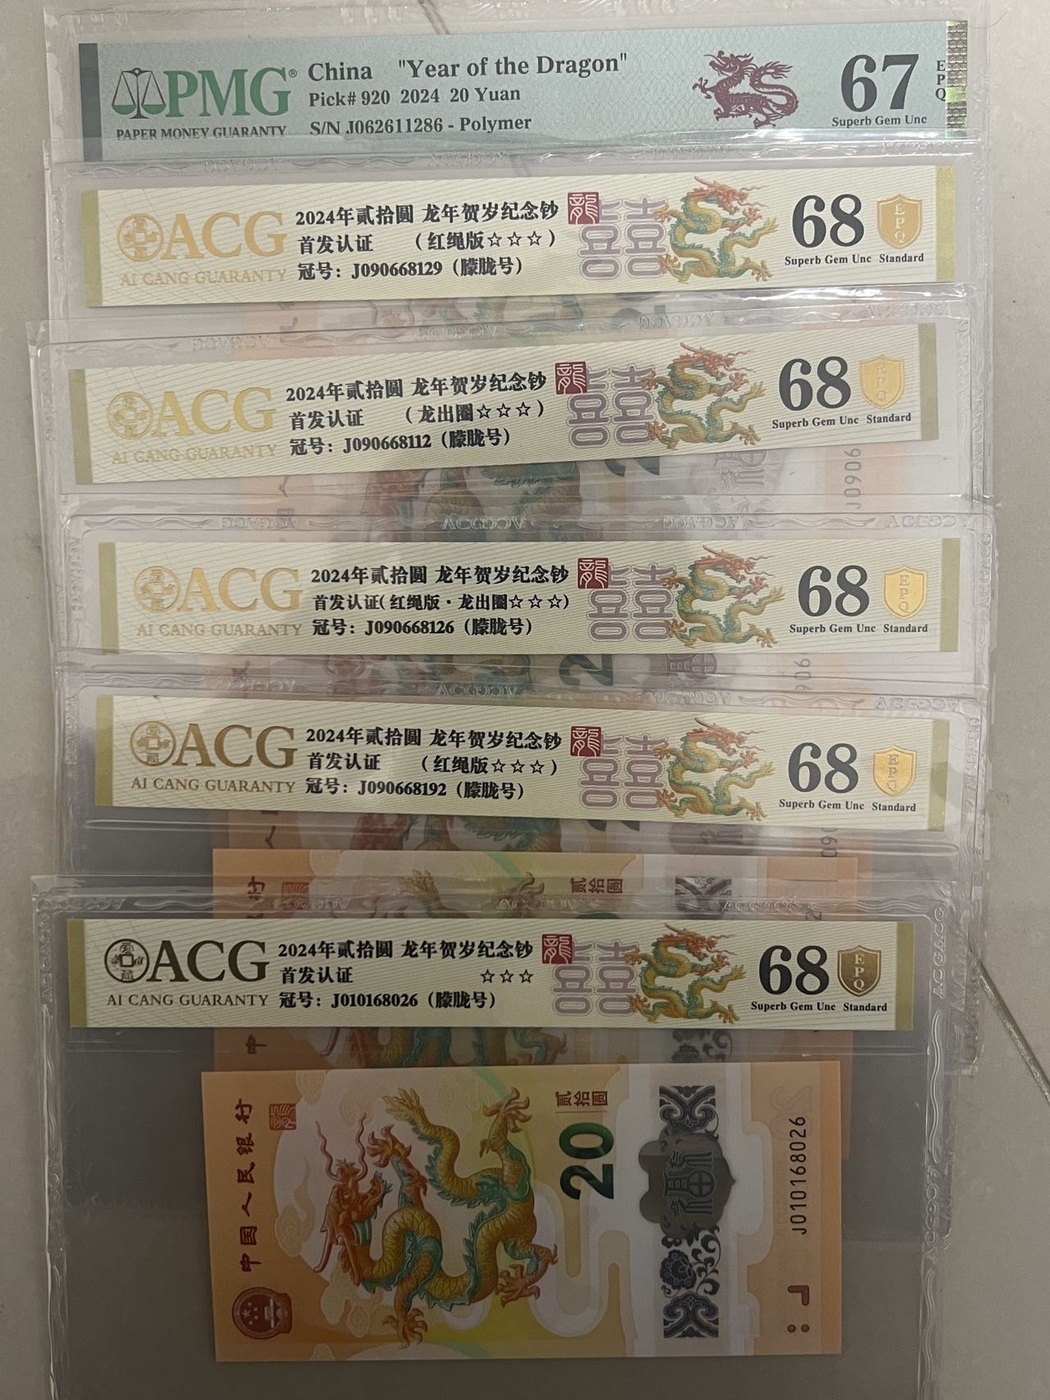 PMG® China "Year of the Dragon" 67 EPQ
Pick# 920 2024 20 Yuan
PAPER MONEY GUARANTY S/N J062611286 - Polymer Superb Gem Unc
ACG 2024年贰拾圆 龙年贺岁纪念钞 龍 68 EPQ
首发认证 (红绳版☆☆☆)
AI CANG GUARANTY 冠号: J090668129 (朦胧号) Superb Gem Unc Standard
ACG 2024年贰拾圆 龙年贺岁纪念钞 龍 68 EPQ
首发认证 (龙出圈☆☆☆)
AI CANG GUARANTY 冠号: J090668112 (朦胧号) Superb Gem Unc Standard
J0906
ACG 2024年贰拾圆 龙年贺岁纪念钞 龍 68 EPQ
首发认证(红绳版·龙出圈☆☆☆)
AI CANG GUARANTY 冠号: J090668126 (朦胧号) Superb Gem Unc Standard
ACG 2024年贰拾圆 龙年贺岁纪念钞 龍 68 EPQ
首发认证 (红绳版☆☆☆)
AI CANG GUARANTY 冠号: J090668192 (朦胧号) Superb Gem Unc Standard
贰拾圆
ACG 2024年贰拾圆 龙年贺岁纪念钞 龍 68 EPQ
首发认证 ☆☆☆
AI CANG GUARANTY 冠号: J010168026 (朦胧号) Superb Gem Unc Standard
中国人民银行
贰拾圆
20
J010168026